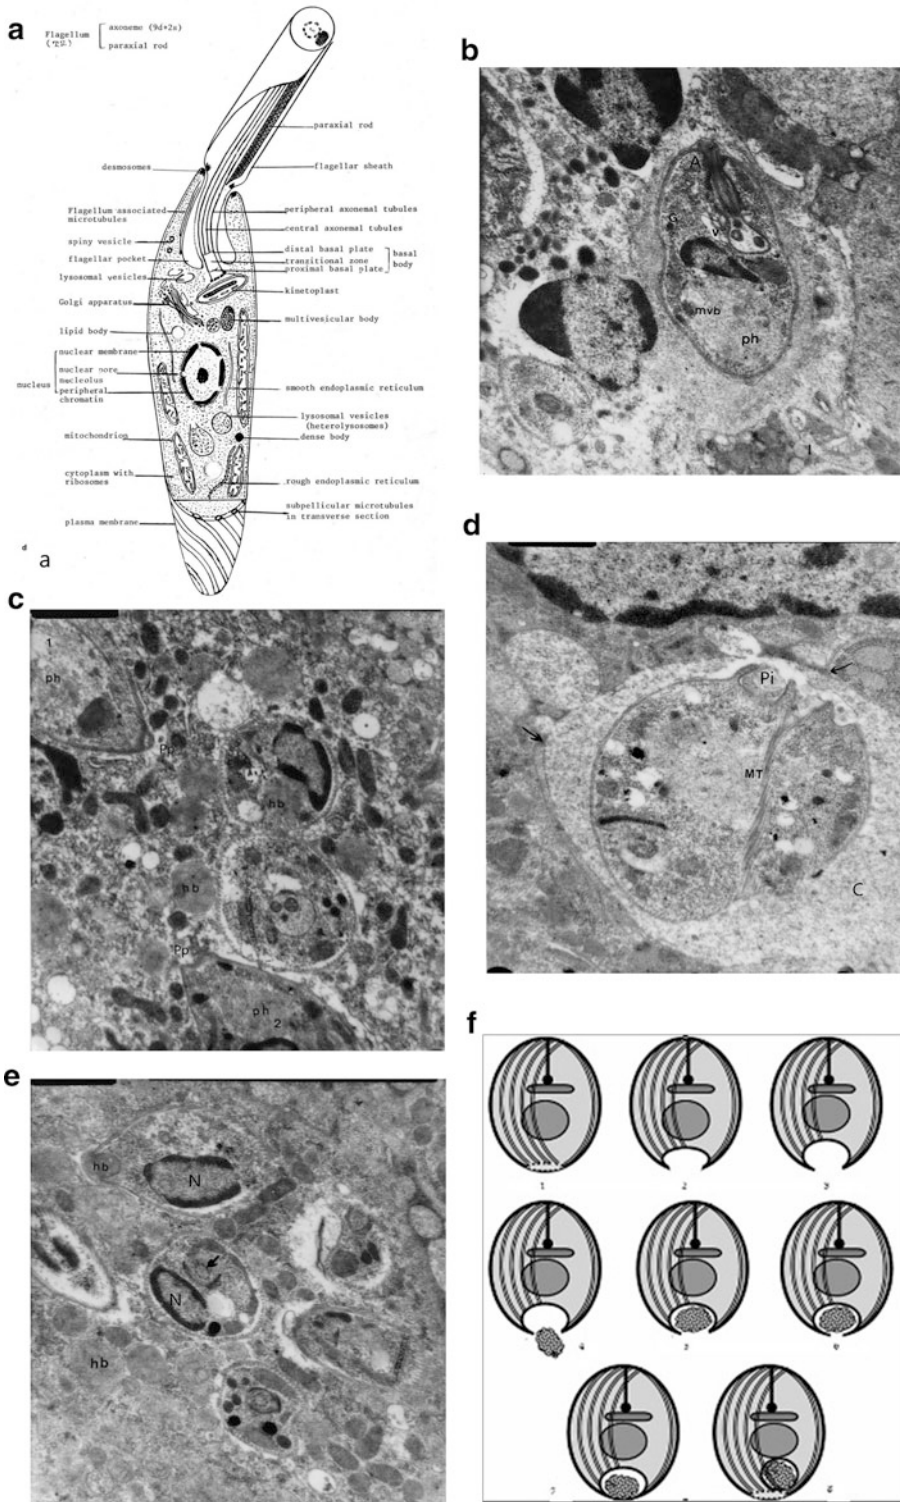 a
Flagellum
axoneme (9d+2s)
paraxial rod
paraxial rod
desmosomes
flagellar sheath
Flagellum associated
microtubules
peripheral axonemal tubules
central axonemal tubules
spiny vesicle
distal basal plate
flagellar pocket
tranzitional zone
proximal basal plate
basal
body
lysosomal vesicles
kinetoplast
Golgi apparatus
multivesicular body
lipid body
nuclear membrane
nuclear pore
nucleus
nucleolus
peripheral
chromatin
smooth endoplasmic reticulum
lysosomal vesicles
(heterolysosomes)
mitochondrion
dense body
cytoplasm with
ribosomes
rough endoplasmic reticulum
subpellicular microtubules
in transverse section
plasma membrane
d
a
b
A
G
v
mvb
ph
1
c
1
ph
Pp
hb
hb
Pp
ph
2
d
Pi
MT
C
e
hb
N
N
hb
f
1
2
3
4
5
6
7
8